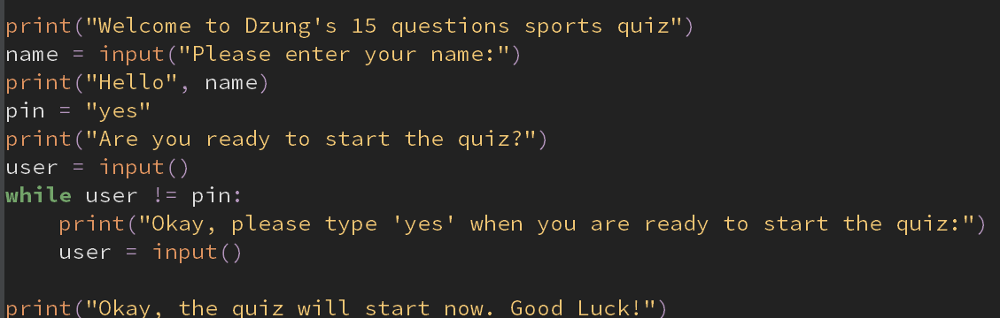 print("Welcome to Dzung's 15 questions sports quiz")
name = input("Please enter your name:")
print("Hello", name)
pin = "yes"
print("Are you ready to start the quiz?")
user = input()
while user != pin:
    print("Okay, please type 'yes' when you are ready to start the quiz:")
    user = input()
print("Okay, the quiz will start now. Good Luck!")